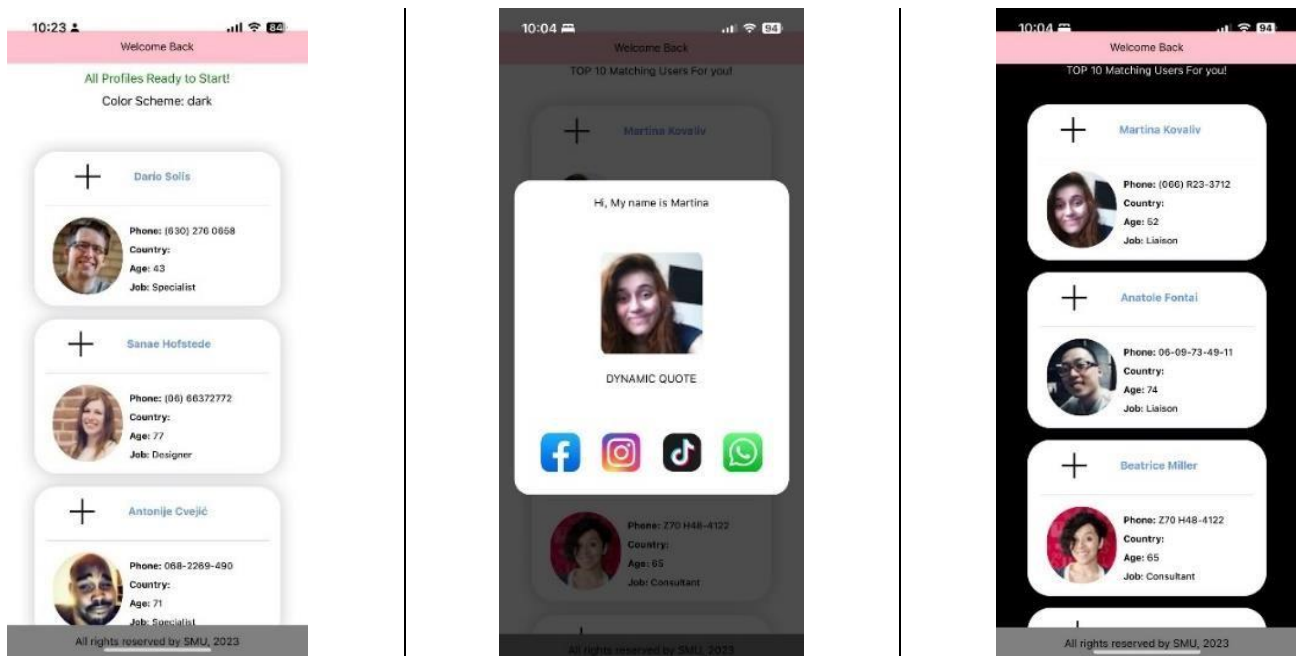 10:23
84
Welcome Back
All Profiles Ready to Start!
Color Scheme: dark
Dario Solis
Phone: (630) 276 0658
Country:
Age: 43
Job: Specialist
Sanae Hofstede
Phone: (06) 66372772
Country:
Age: 77
Job: Designer
Antonije Cvejić
Phone: 068-2269-490
Country:
Age: 71
Job: Specialist
All rights reserved by SMU, 2023
10:04
94
Welcome Back
TOP 10 Matching Users For you!
Martina Kovaliv
Hi, My name is Martina
DYNAMIC QUOTE
Phone: Z70 H48-4122
Country:
Age: 65
Job: Consultant
All rights reserved by SMU, 2023
10:04
94
Welcome Back
TOP 10 Matching Users For you!
Martina Kovaliv
Phone: (066) R23-3712
Country:
Age: 52
Job: Liaison
Anatole Fontai
Phone: 06-09-73-49-11
Country:
Age: 74
Job: Liaison
Beatrice Miller
Phone: Z70 H48-4122
Country:
Age: 65
Job: Consultant
All rights reserved by SMU, 2023